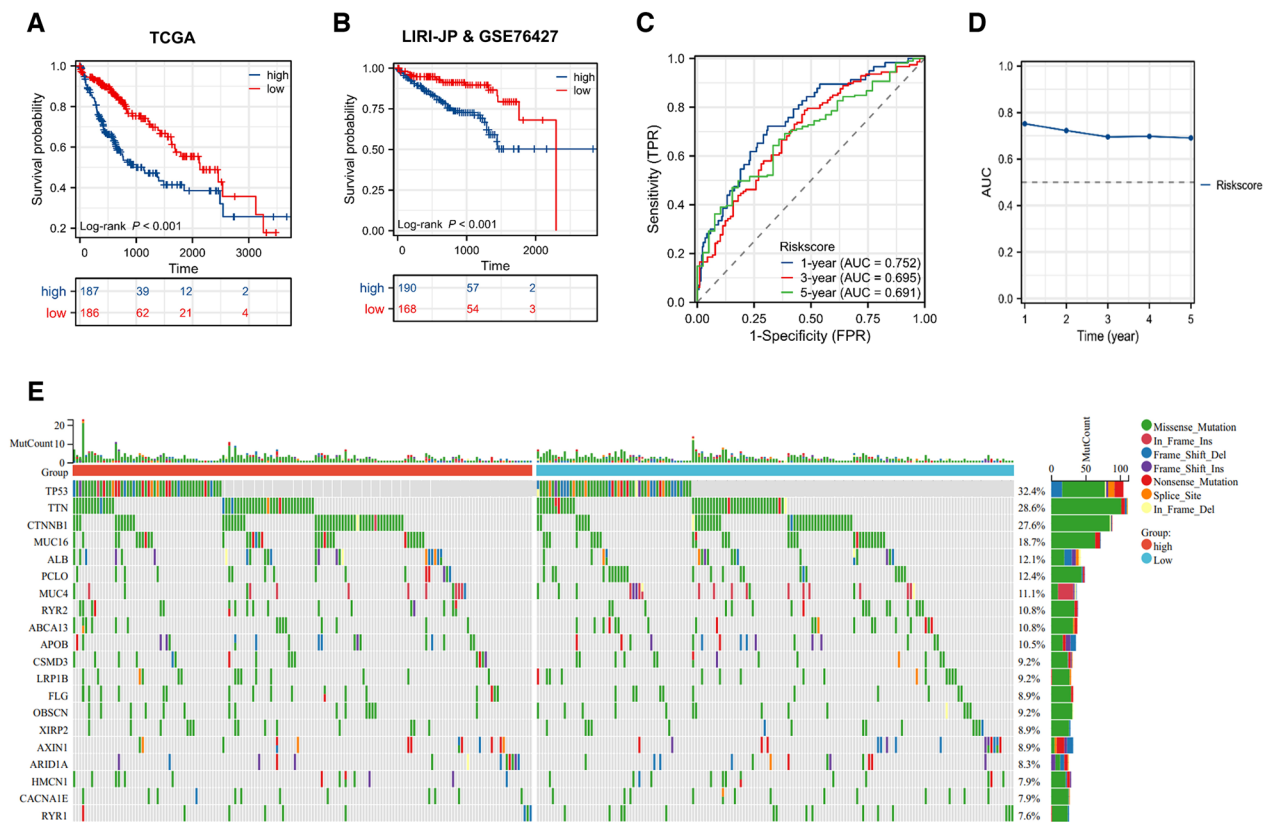 A
TCGA
Survival probability
1.0
0.8
0.6
0.4
0.2
high
low
Log-rank P < 0.001
0 1000 2000 3000
Time
high 187 39 12 2
low 186 62 21 4
B
LIRI-JP & GSE76427
Survival probability
1.00
0.75
0.50
0.25
0.00
high
low
Log-rank P < 0.001
0 1000 2000
Time
high 190 57 2
low 168 54 3
C
Sensitivity (TPR)
1.0
0.8
0.6
0.4
0.2
0.0
Riskscore
1-year (AUC = 0.752)
3-year (AUC = 0.695)
5-year (AUC = 0.691)
0.00 0.25 0.50 0.75 1.00
1-Specificity (FPR)
D
AUC
1.0
0.8
0.6
0.4
0.2
0.0
Riskscore
1 2 3 4 5
Time (year)
E
20
MutCount 10
0
Group
TP53 32.4%
TTN 28.6%
CTNNB1 27.6%
MUC16 18.7%
ALB 12.1%
PCLO 12.4%
MUC4 11.1%
RYR2 10.8%
ABCA13 10.8%
APOB 10.5%
CSMD3 9.2%
LRP1B 9.2%
FLG 8.9%
OBSCN 9.2%
XIRP2 8.9%
AXIN1 8.9%
ARID1A 8.3%
HMCN1 7.9%
CACNA1E 7.9%
RYR1 7.6%
MutCount
0 50 100
Missense_Mutation
In_Frame_Ins
Frame_Shift_Del
Frame_Shift_Ins
Nonsense_Mutation
Splice_Site
In_Frame_Del
Group:
high
Low